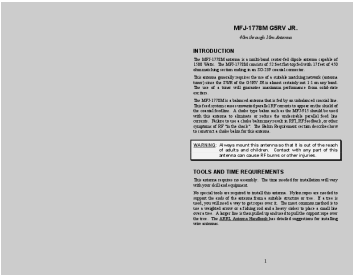 MFJ-1778M G5RV JR.
40m through 10m Antenna
INTRODUCTION
The MFJ-1778M antenna is a multi-band center-fed dipole antenna capable of
1500 Watts. The MFJ-1778M consists of 52 feet flat top fed with 17 feet of 450
ohm matching section ending in an SO-239 coaxial connector.
This antenna generally requires the use of a suitable matching network (antenna
tuner) since the SWR of the G5RV JR is almost certainly not 1:1 on any band.
The use of a tuner will guarantee maximum performance from solid-state
The MFJ-1778M is a balanced antenna that is fed by an unbalanced coaxial line.
This feed system can cause unwanted parallel RF currents to appear on the shield of
the coaxial feedline. A choke type balun such as the MFJ-915 should be used
with this antenna to eliminate or reduce the undesirable parallel feed line
currents. Failure to use a choke balun may result in RFI, RF feedback, or other
symptoms of RF "in the shack". The Balun Requirement section describes how
to construct a choke balun for this antenna.
WARNING: Always mount this antenna so that it is out of the reach
of adults and children. Contact with any part of this
antenna can cause RF burns or other injuries.
TOOLS AND TIME REQUIREMENTS
This antenna requires no assembly. The time needed for installation will vary
with your skill and equipment.
No special tools are required to install this antenna. Nylon ropes are needed to
support the ends of the antenna from a suitable structure or tree. If a tree is
used, you will need a way to get ropes over it. The most common method is to
use a weighted arrow or a fishing rod and a heavy sinker to place a small line
over a tree. A larger line is then pulled up and used to pull the support rope over
the tree. The ARRL Antenna Handbook has detailed suggestions for installing
wire antennas.
1